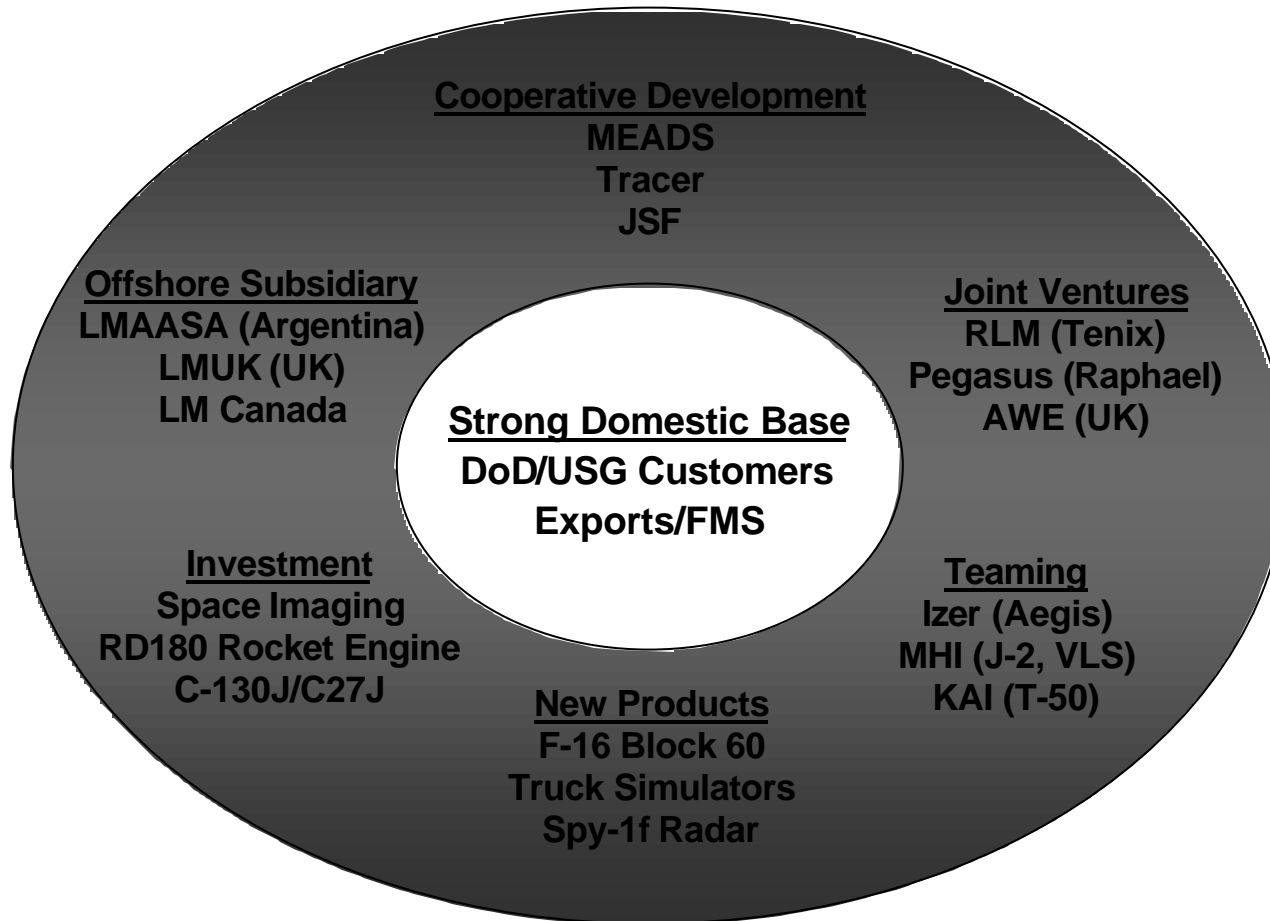 Cooperative Development
MEADS
Tracer
JSF
Offshore Subsidiary
LMAASA (Argentina)
LMUK (UK)
LM Canada
Joint Ventures
RLM (Tenix)
Pegasus (Raphael)
AWE (UK)
Strong Domestic Base
DoD/USG Customers
Exports/FMS
Investment
Space Imaging
RD180 Rocket Engine
C-130J/C27J
Teaming
Izer (Aegis)
MHI (J-2, VLS)
KAI (T-50)
New Products
F-16 Block 60
Truck Simulators
Spy-1f Radar